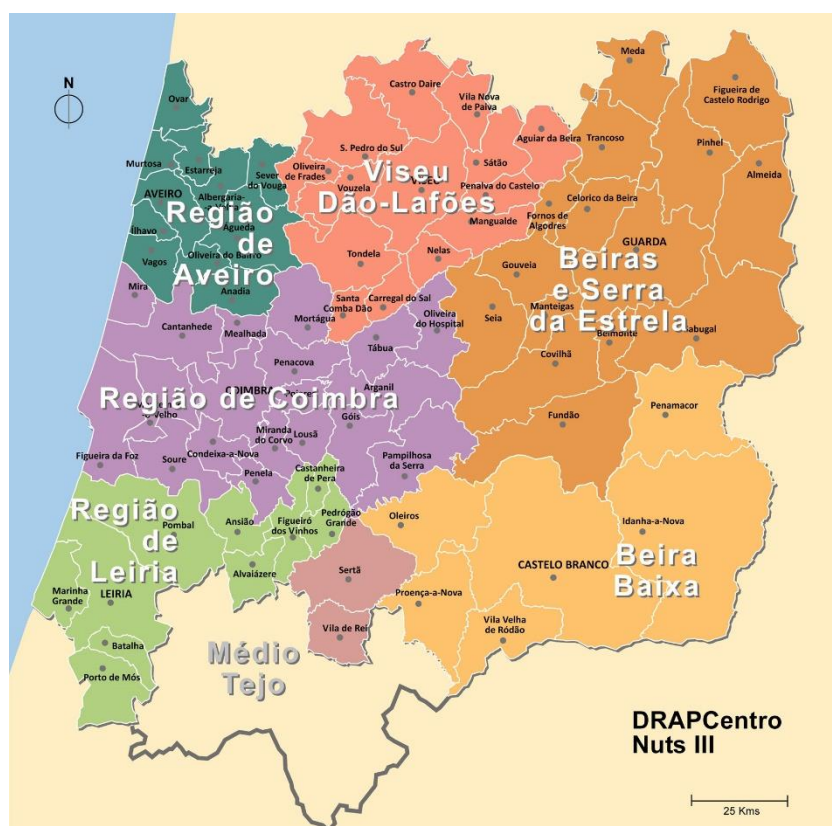 N
Meda
Ovar
Castro Daire
Vila Nova
de Paiva
Figueira de
Castelo Rodrigo
Aguiar da Beira
Trancoso
Pinhel
S. Pedro do Sul
Murtosa
Estarreja
Sever
do Vouga
Oliveira
de Frades
Sátão
Almeida
Vouzela
VISEU
Viseu
Dão-Lafões
Penalva do Castelo
AVEIRO
Albergaria-
Celorico da Beira
Fornos de
Algodres
Mangualde
Região
de
Aveiro
Águeda
Ílhavo
GUARDA
Vagos
Oliveira do Bairro
Tondela
Nelas
Gouveia
Beiras
e Serra
da Estrela
Mira
Anadia
Santa
Comba Dão
Carregal do Sal
Manteigas
Seia
Mortágua
Oliveira
do Hospital
Cantanhede
Mealhada
Belmonte
Sabugal
Tábua
Covilhã
Penacova
COIMBRA
Arganil
Região de Coimbra
Penamacor
-Velho
Góis
Fundão
Miranda
do Corvo
Lousã
Figueira da Foz
Soure
Condeixa-a-Nova
Penela
Castanheira
de Pera
Pampilhosa
da Serra
Região
de
Leiria
Pombal
Ansião
Figueiró
dos Vinhos
Pedrógão
Grande
Oleiros
Idanha-a-Nova
Alvaiázere
Sertã
CASTELO BRANCO
Beira
Baixa
Marinha
Grande
LEIRIA
Proença-a-Nova
Vila de Rei
Vila Velha
de Ródão
Batalha
Médio
Tejo
Porto de Mós
DRAPCentro
Nuts III
25 Kms